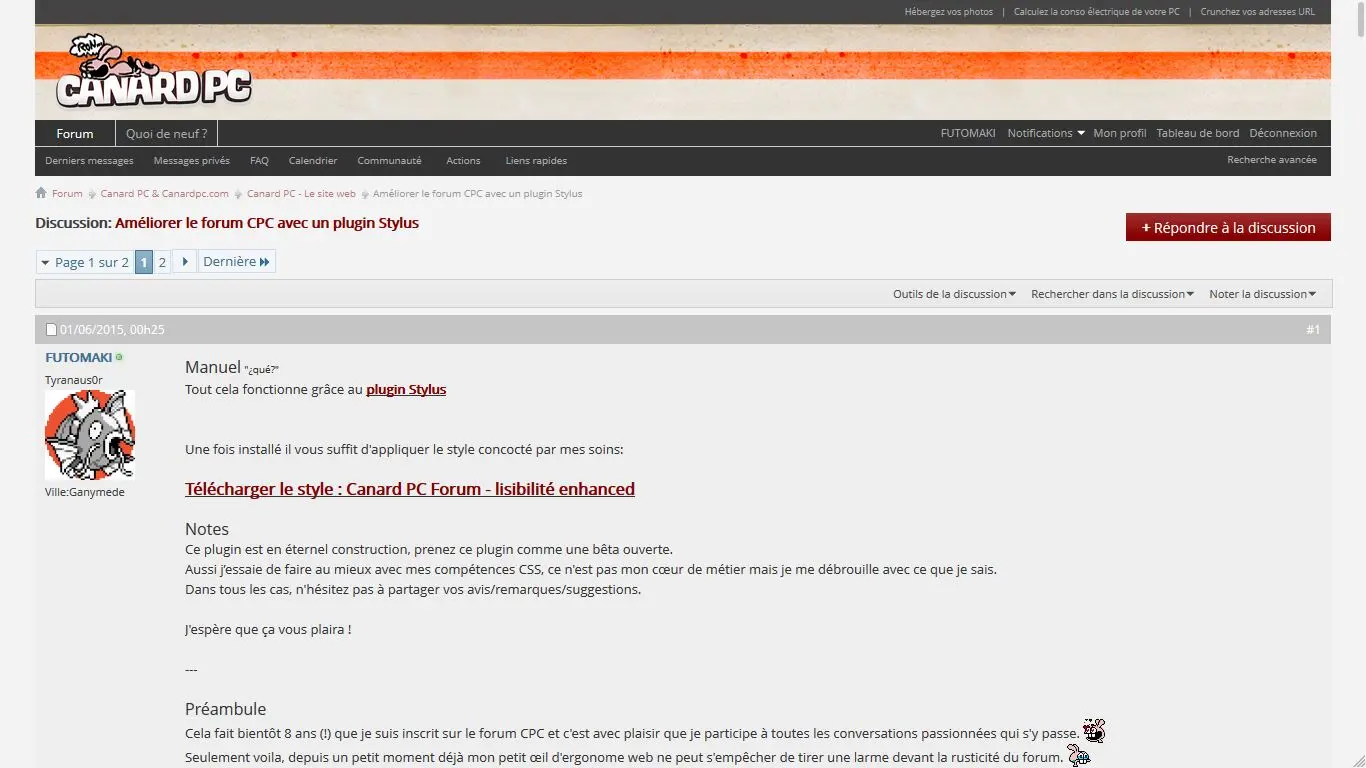 Hébergez vos photos | Calculez la conso électrique de votre PC | Crunchez vos adresses URL
CRON
CANARD PC
Forum Quoi de neuf ? FUTOMAKI Notifications Mon profil Tableau de bord Déconnexion
Derniers messages Messages privés FAQ Calendrier Communauté Actions Liens rapides Recherche avancée
Forum Canard PC & Canardpc.com Canard PC - Le site web Améliorer le forum CPC avec un plugin Stylus
Discussion: Améliorer le forum CPC avec un plugin Stylus
+ Répondre à la discussion
Page 1 sur 2 1 2 Dernière
Outils de la discussion Rechercher dans la discussion Noter la discussion
01/06/2015, 00h25 #1
FUTOMAKI
Tyranaus0r
Ville:Ganymede
Manuel "¿qué?"
Tout cela fonctionne grâce au plugin Stylus
Une fois installé il vous suffit d'appliquer le style concocté par mes soins:
Télécharger le style : Canard PC Forum - lisibilité enhanced
Notes
Ce plugin est en éternel construction, prenez ce plugin comme une bêta ouverte.
Aussi j'essaie de faire au mieux avec mes compétences CSS, ce n'est pas mon cœur de métier mais je me débrouille avec ce que je sais.
Dans tous les cas, n'hésitez pas à partager vos avis/remarques/suggestions.
J'espère que ça vous plaira !
---
Préambule
Cela fait bientôt 8 ans (!) que je suis inscrit sur le forum CPC et c'est avec plaisir que je participe à toutes les conversations passionnées qui s'y passe.
Seulement voila, depuis un petit moment déjà mon petit œil d'ergonome web ne peut s'empêcher de tirer une larme devant la rusticité du forum.